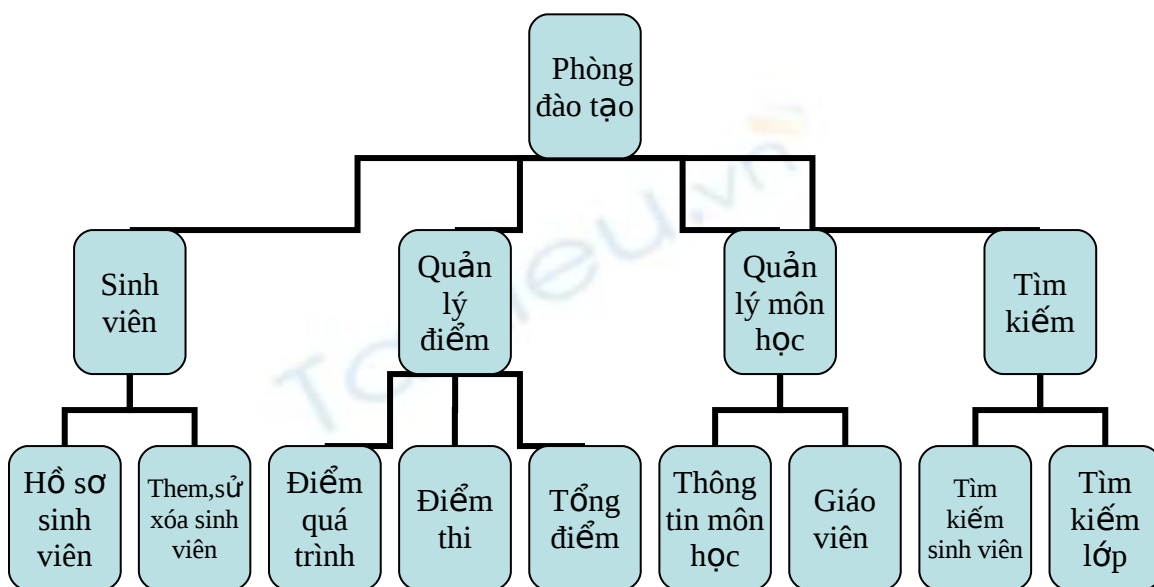 Phòng
đào tạo
Sinh
viên
Quản
lý
điểm
Quản
lý môn
học
Tìm
kiếm
Hồ sơ
sinh
viên
Them,sử
xóa sinh
viên
Điểm
quá
trình
Điểm
thi
Tổng
điểm
Thông
tin môn
học
Giáo
viên
Tìm
kiếm
sinh viên
Tìm
kiếm
lớp